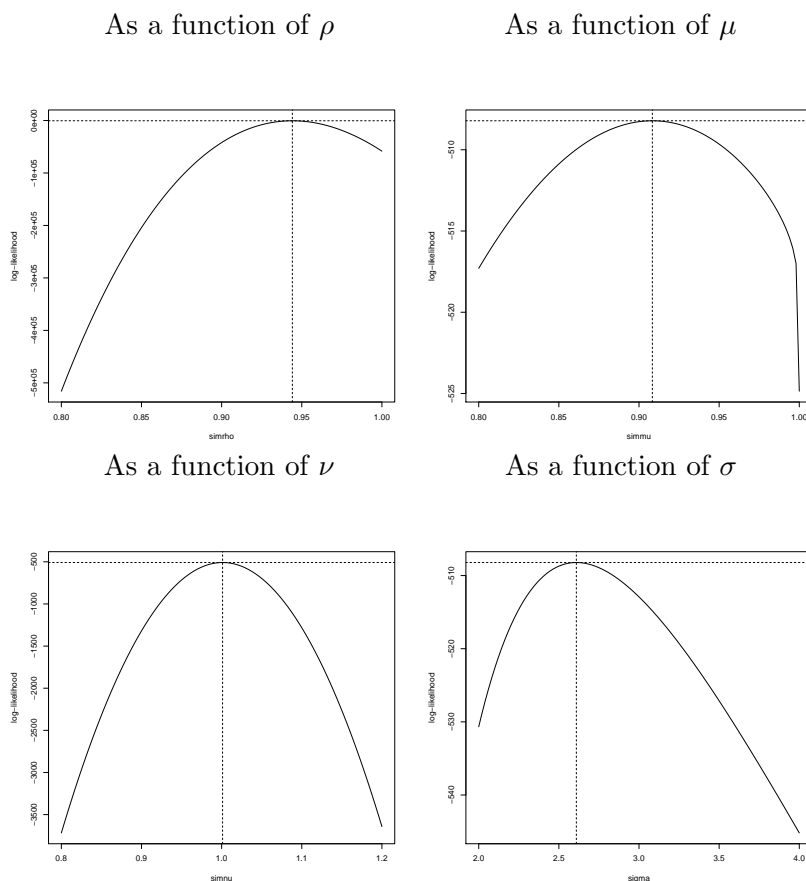 As a function of ρ
As a function of μ
0e+00
−1e+05
−2e+05
−3e+05
−4e+05
−5e+05
log−likelihood
0.80 0.85 0.90 0.95 1.00
simrho
−510
−515
−520
−525
log−likelihood
0.80 0.85 0.90 0.95 1.00
simmu
As a function of ν
As a function of σ
−500
−1000
−1500
−2000
−2500
−3000
−3500
log−likelihood
0.8 0.9 1.0 1.1 1.2
simnu
−510
−520
−530
−540
log−likelihood
2.0 2.5 3.0 3.5 4.0
sigma